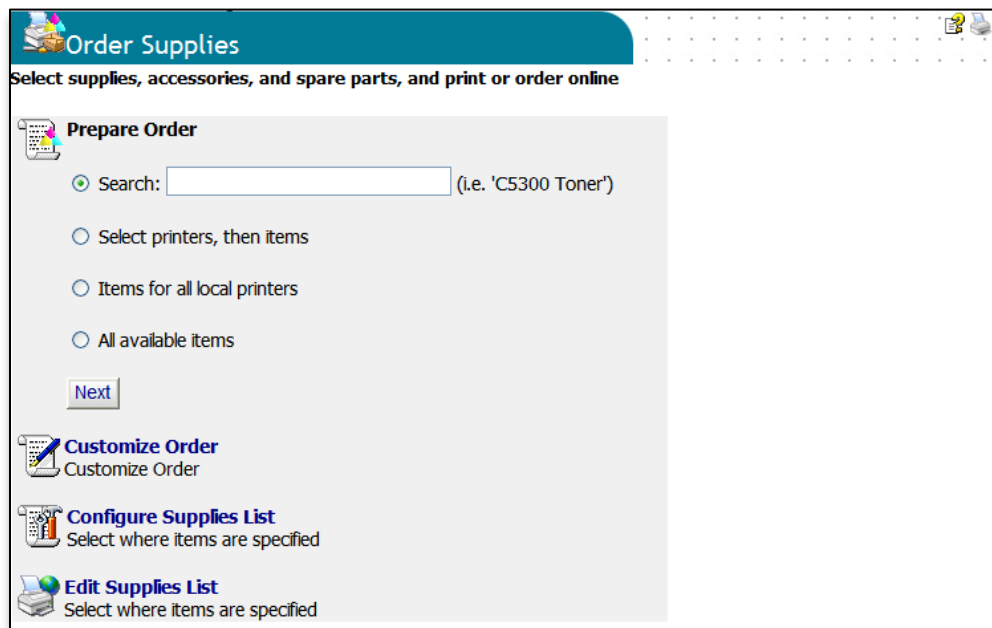 Order Supplies
Select supplies, accessories, and spare parts, and print or order online
Prepare Order
Search: (i.e. 'C5300 Toner')
Select printers, then items
Items for all local printers
All available items
Next
Customize Order
Customize Order
Configure Supplies List
Select where items are specified
Edit Supplies List
Select where items are specified